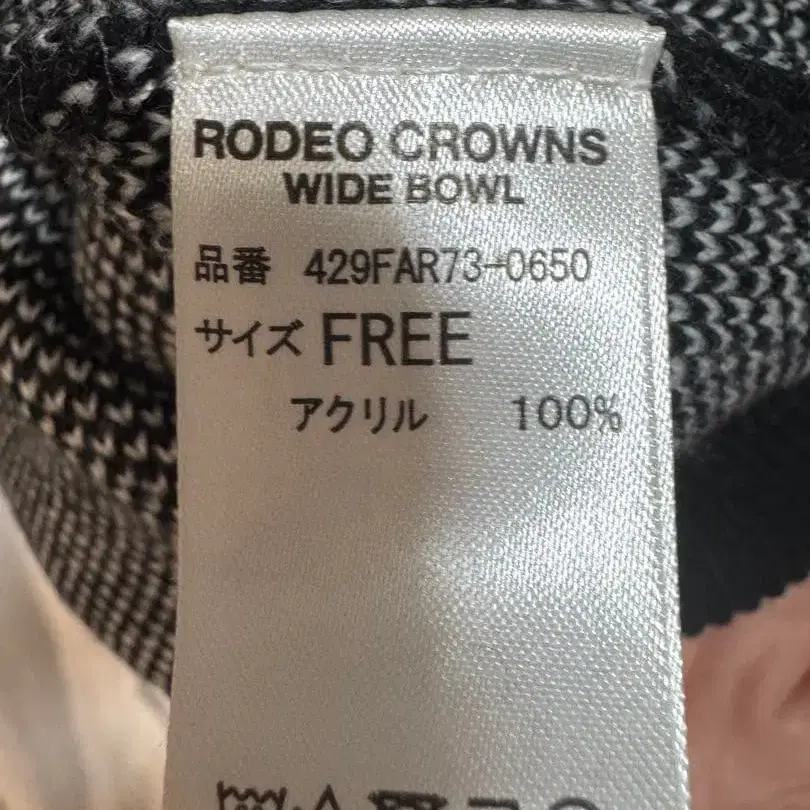 RODEO CROWNS
WIDE BOWL
品番 429FAR73-0650
サイズ FREE
アクリル 100%